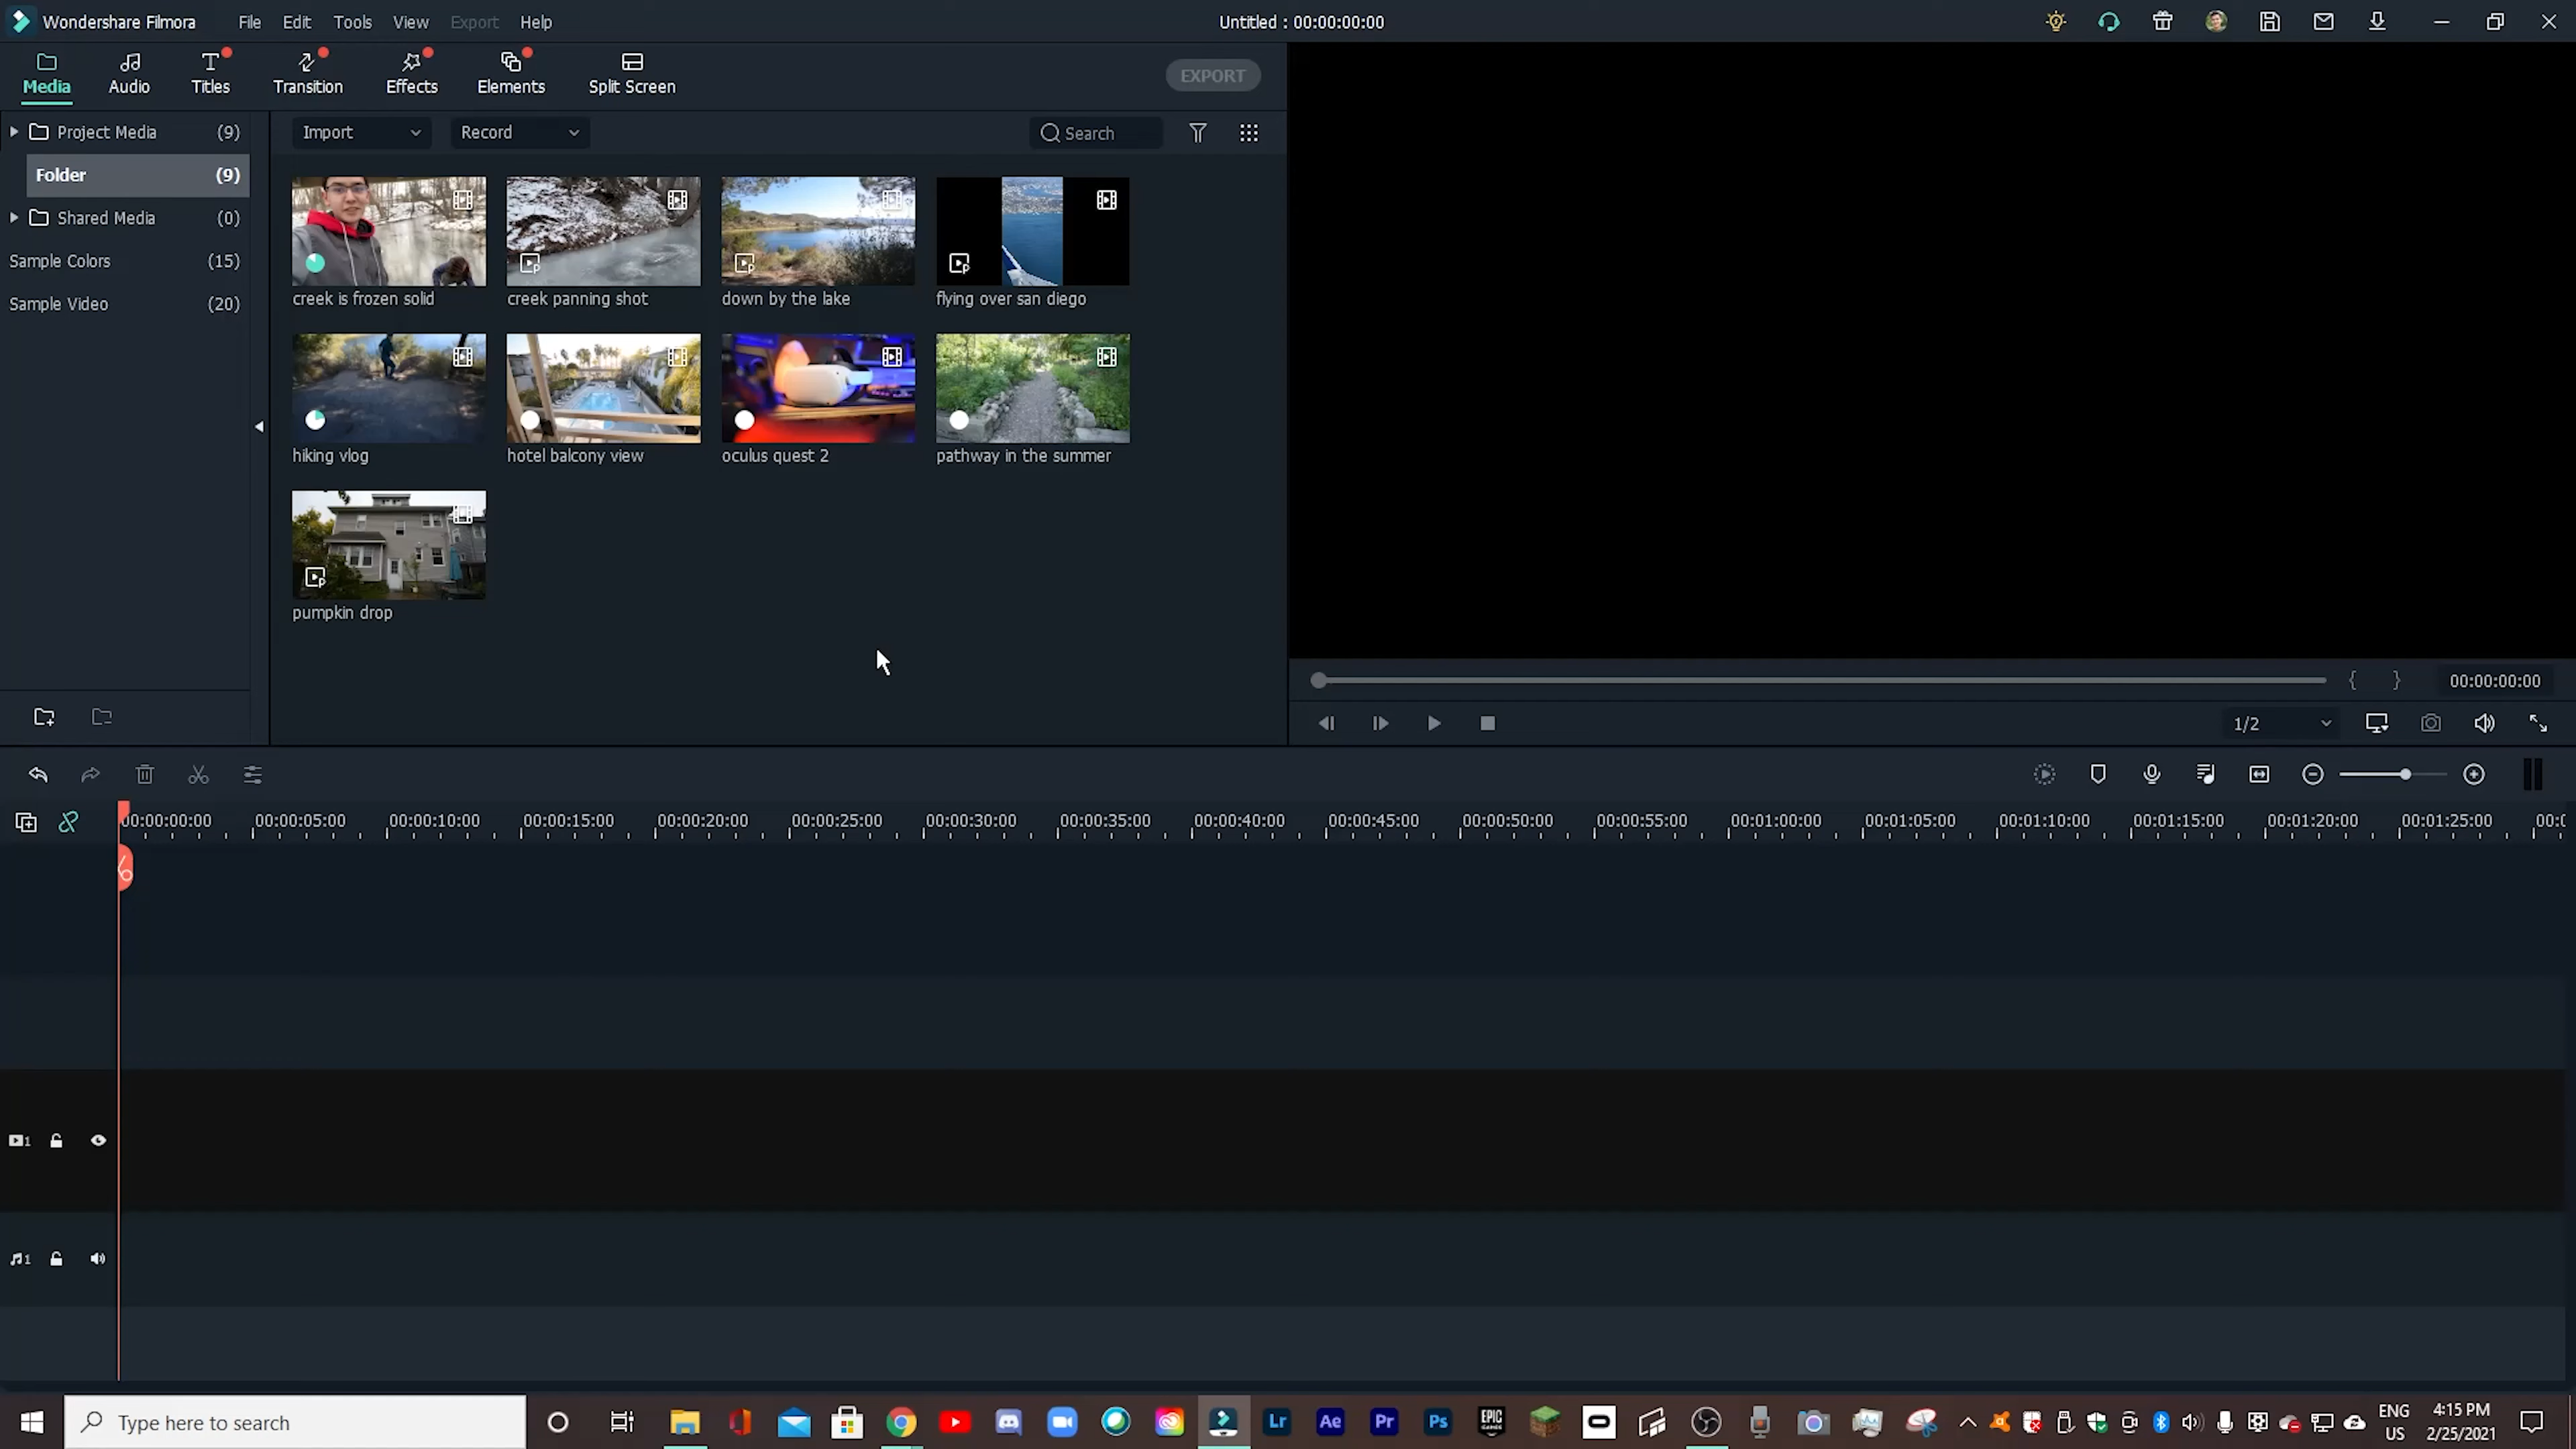 Wondershare Filmora File Edit Tools View Export Help Untitled : 00:00:00:00
Media Audio Titles Transition Effects Elements Split Screen EXPORT
Project Media (9)
Folder (9)
Shared Media (0)
Sample Colors (15)
Sample Video (20)
Import Record Search
creek is frozen solid creek panning shot down by the lake flying over san diego
hiking vlog hotel balcony view oculus quest 2 pathway in the summer
pumpkin drop
{ } 00:00:00:00
1/2
00:00:00:00 00:00:05:00 00:00:10:00 00:00:15:00 00:00:20:00 00:00:25:00 00:00:30:00 00:00:35:00 00:00:40:00 00:00:45:00 00:00:50:00 00:00:55:00 00:01:00:00 00:01:05:00 00:01:10:00 00:01:15:00 00:01:20:00 00:01:25:00
1
1
Type here to search
Lr Ae Pr Ps EPIC GAMES
ENG US
4:15 PM
2/25/2021